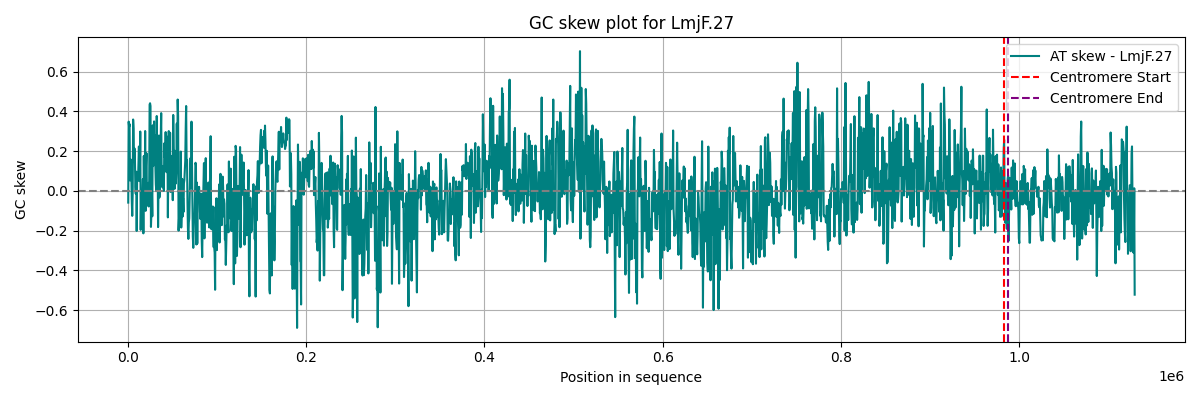 GC skew plot for LmjF.27
GC skew
0.6
0.4
0.2
0.0
−0.2
−0.4
−0.6
AT skew - LmjF.27
Centromere Start
Centromere End
0.0 0.2 0.4 0.6 0.8 1.0
1e6
Position in sequence